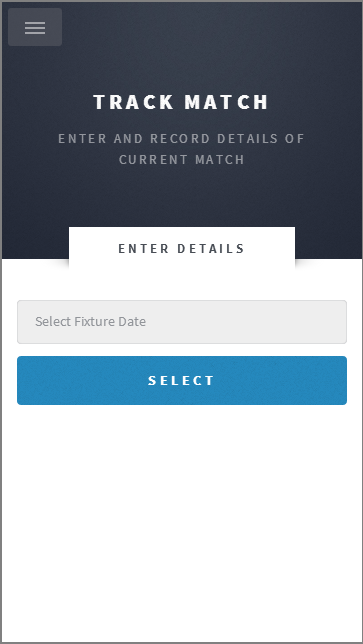 TRACK MATCH
ENTER AND RECORD DETAILS OF
CURRENT MATCH
ENTER DETAILS
Select Fixture Date
SELECT